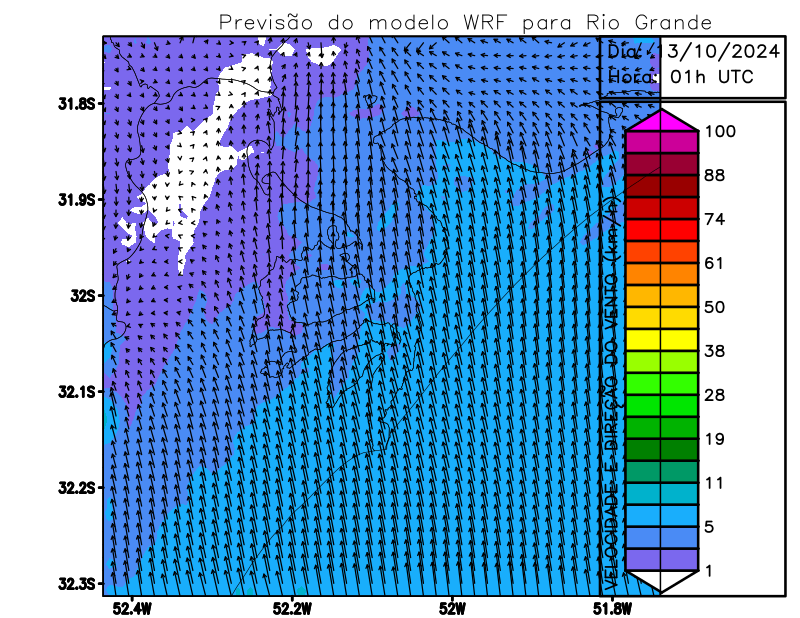 Previsão do modelo WRF para Rio Grande
Dia: 13/10/2024
Hora: 01h UTC
31.8S
31.9S
32S
32.1S
32.2S
32.3S
52.4W
52.2W
52W
51.8W
VELOCIDADE E DIREÇÃO DO VENTO (km/h)
100
88
74
61
50
38
28
19
11
5
1